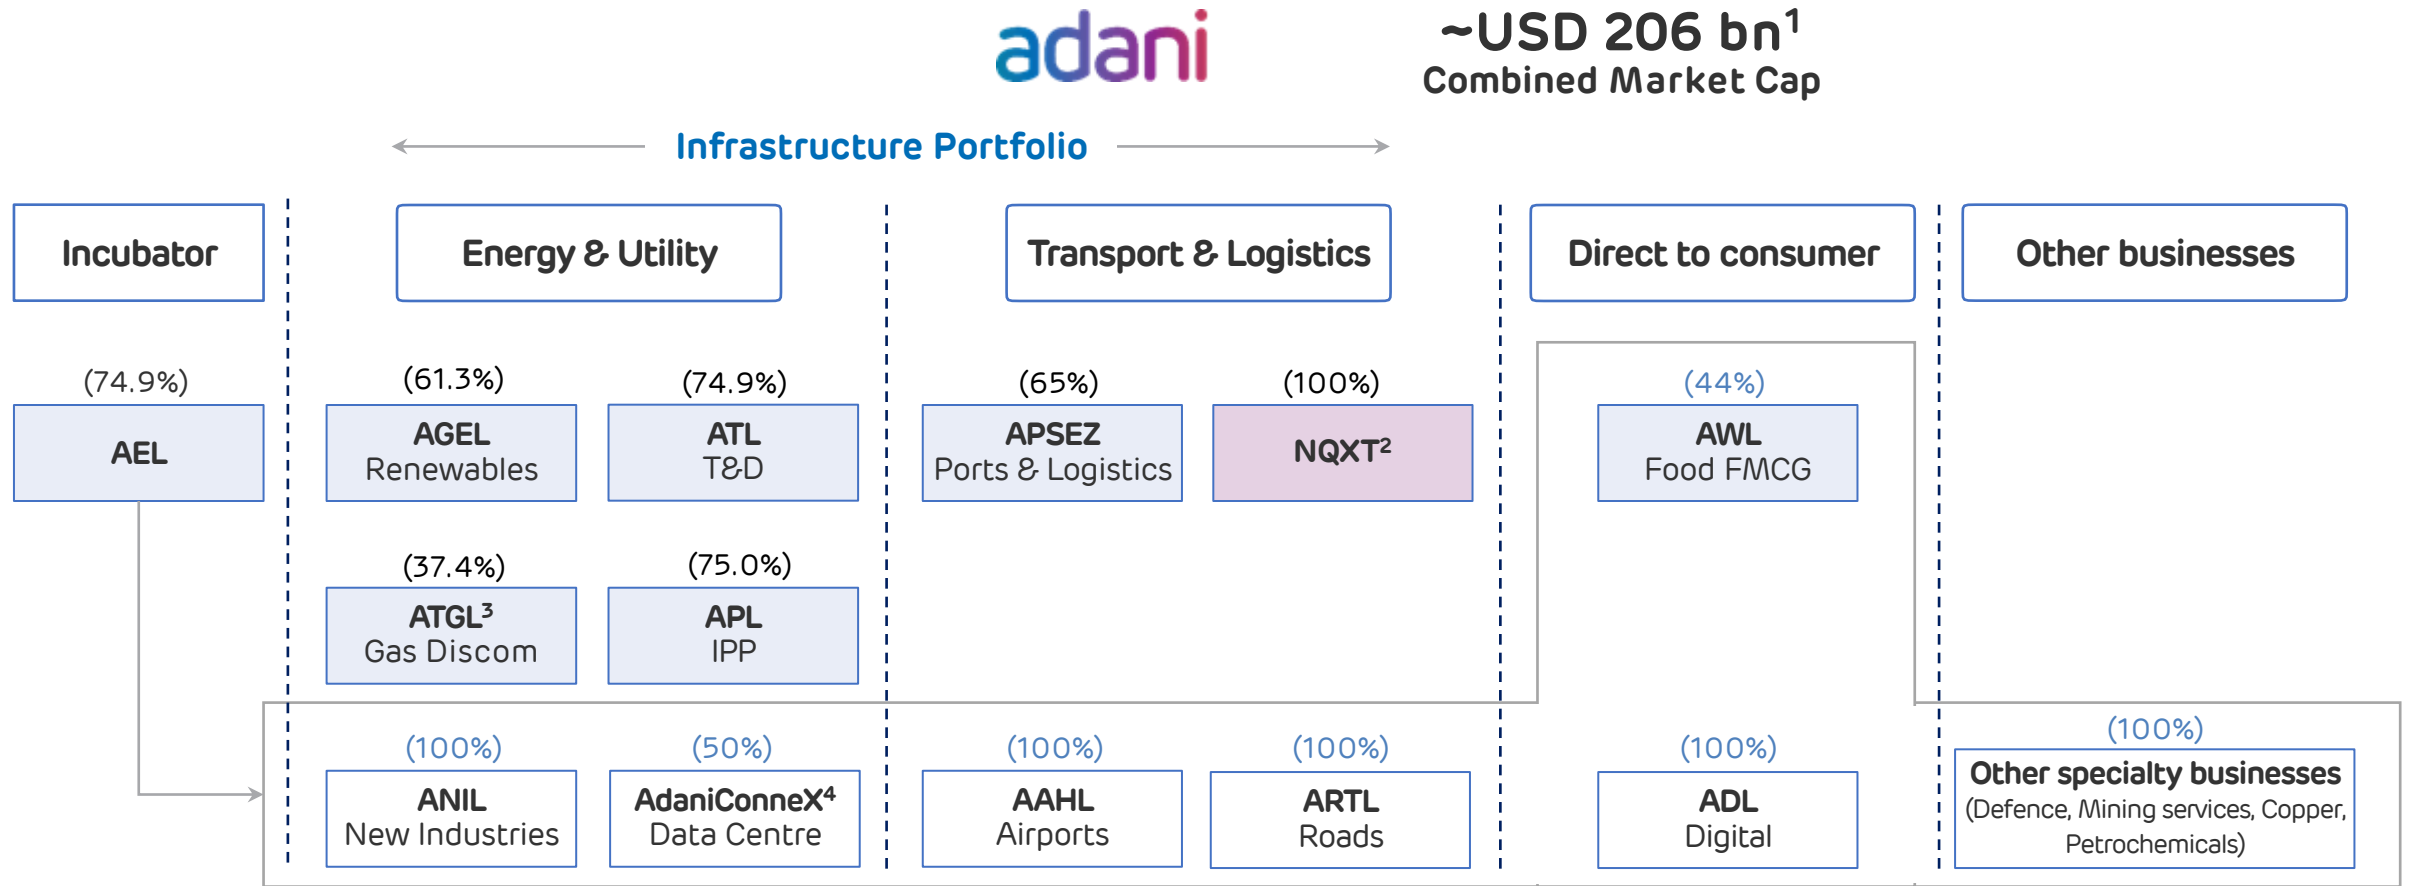 adani
~USD 206 bn¹
Combined Market Cap
Infrastructure Portfolio
Incubator
Energy & Utility
Transport & Logistics
Direct to consumer
Other businesses
(74.9%)
AEL
(61.3%)
AGEL
Renewables
(74.9%)
ATL
T&D
(65%)
APSEZ
Ports & Logistics
(100%)
NQXT²
(44%)
AWL
Food FMCG
(37.4%)
ATGL³
Gas Discom
(75.0%)
APL
IPP
(100%)
ANIL
New Industries
(50%)
AdaniConneX⁴
Data Centre
(100%)
AAHL
Airports
(100%)
ARTL
Roads
(100%)
ADL
Digital
(100%)
Other specialty businesses
(Defence, Mining services, Copper,
Petrochemicals)